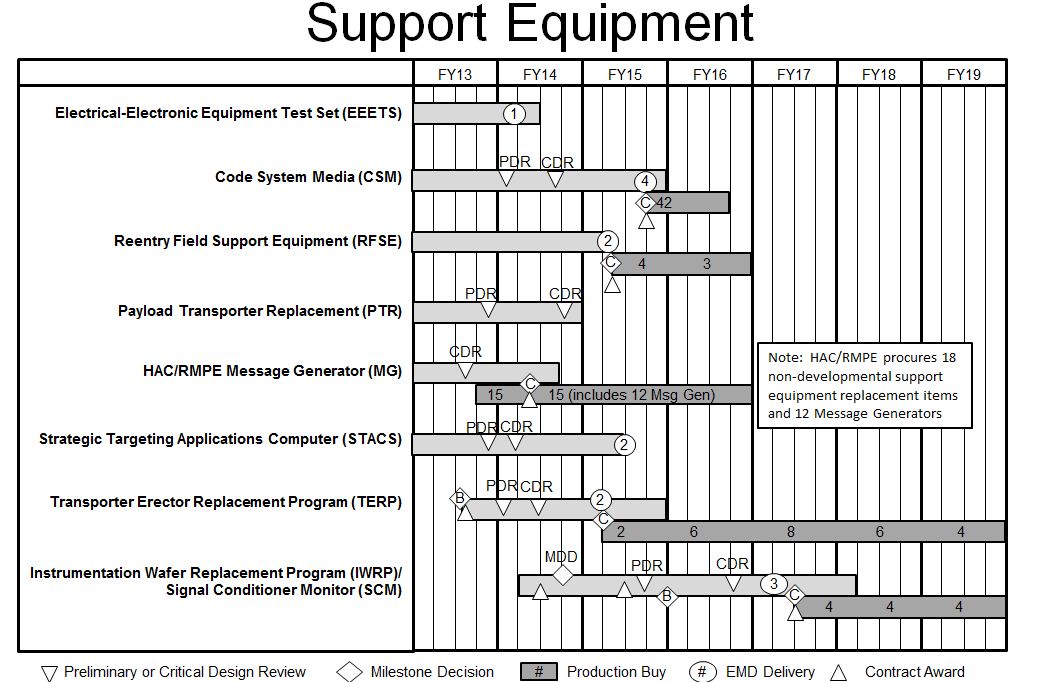 Support Equipment
FY13 FY14 FY15 FY16 FY17 FY18 FY19
Electrical-Electronic Equipment Test Set (EEETS)
1
PDR CDR
Code System Media (CSM)
4
C 42
Reentry Field Support Equipment (RFSE)
2
C 4 3
PDR CDR
Payload Transporter Replacement (PTR)
CDR
HAC/RMPE Message Generator (MG)
C
15 15 (includes 12 Msg Gen)
Note: HAC/RMPE procures 18
non-developmental support
equipment replacement items
and 12 Message Generators
PDR CDR
Strategic Targeting Applications Computer (STACS)
2
PDR CDR
Transporter Erector Replacement Program (TERP)
B 2
C
2 6 8 6 4
MDD
PDR CDR
Instrumentation Wafer Replacement Program (IWRP)/
Signal Conditioner Monitor (SCM)
3
B C
4 4 4
Preliminary or Critical Design Review Milestone Decision # Production Buy # EMD Delivery Contract Award